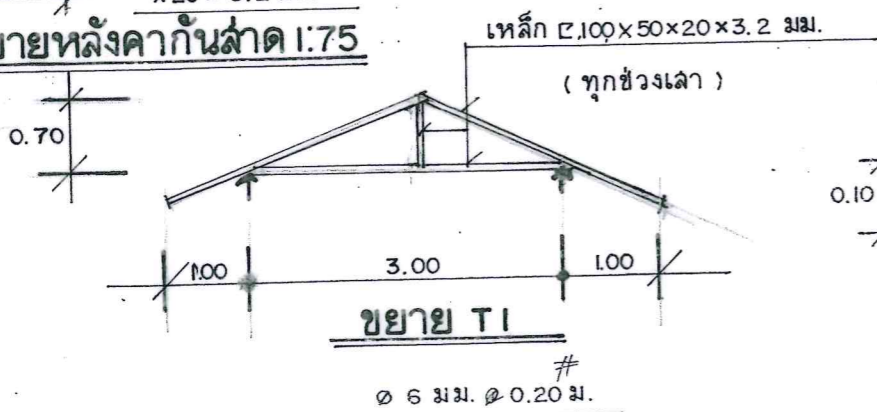 ขยายหลังคากันสาด 1:75
เหล็ก [100×50×20×3.2 มม.
( ทุกช่วงเสา )
0.70
0.10
1.00
3.00
1.00
ขยาย T1
#
ø 6 มม. @ 0.20 ม.